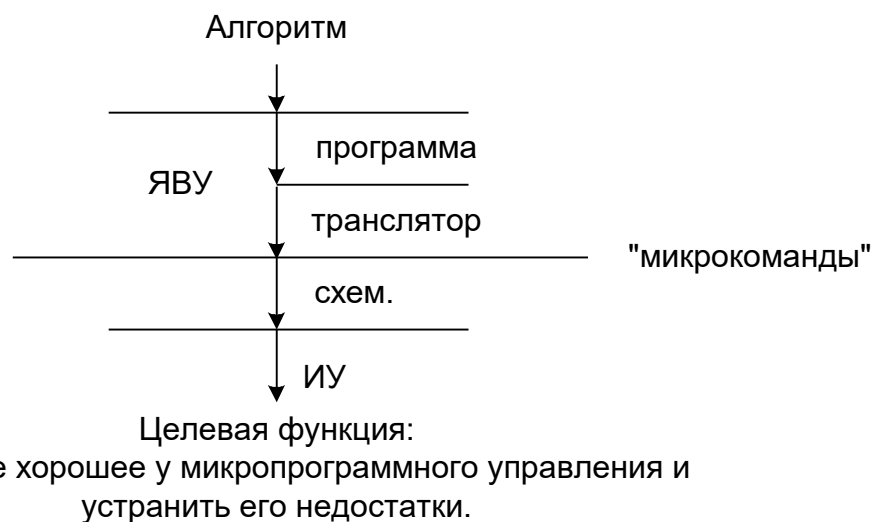 Алгоритм
программа
ЯВУ
транслятор
"микрокоманды"
схем.
ИУ
Целевая функция:
хорошее у микропрограммного управления и
устранить его недостатки.